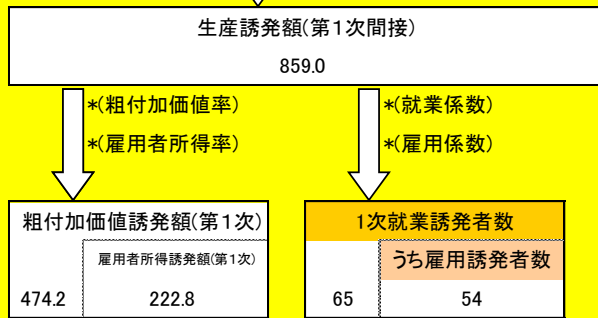 生産誘発額(第１次間接)
859.0
*(粗付加価値率)
*(雇用者所得率)
*(就業係数)
*(雇用係数)
粗付加価値誘発額(第１次)
雇用者所得誘発額(第１次)
474.2
222.8
１次就業誘発者数
うち雇用誘発者数
65
54